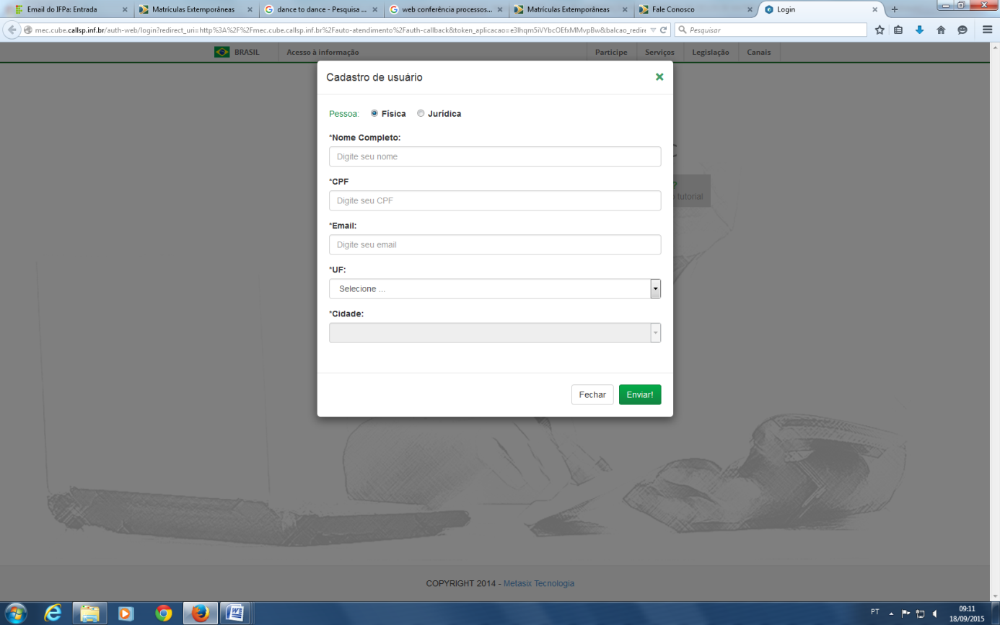 Email do IFPa: Entrada
Matrículas Extemporâneas
dance to dance - Pesquisa ...
web conferência processos...
Matrículas Extemporâneas
Fale Conosco
Login
mec.cube.callsp.inf.br/auth-web/login?redirect_uri=http%3A%2F%2Fmec.cube.callsp.inf.br%2Fauto-atendimento%2Fauth-callback&token_aplicacao=e3lhqm5iVYbcOEfxMMvpBw&balcao_redire
Pesquisar
BRASIL
Acesso à informação
Participe
Serviços
Legislação
Canais
Cadastro de usuário
Pessoa: Física Jurídica
*Nome Completo:
Digite seu nome
*CPF
Digite seu CPF
?
tutorial
*Email:
Digite seu email
*UF:
Selecione ...
*Cidade:
Fechar Enviar!
COPYRIGHT 2014 - Metasix Tecnologia
PT
09:11
18/09/2015